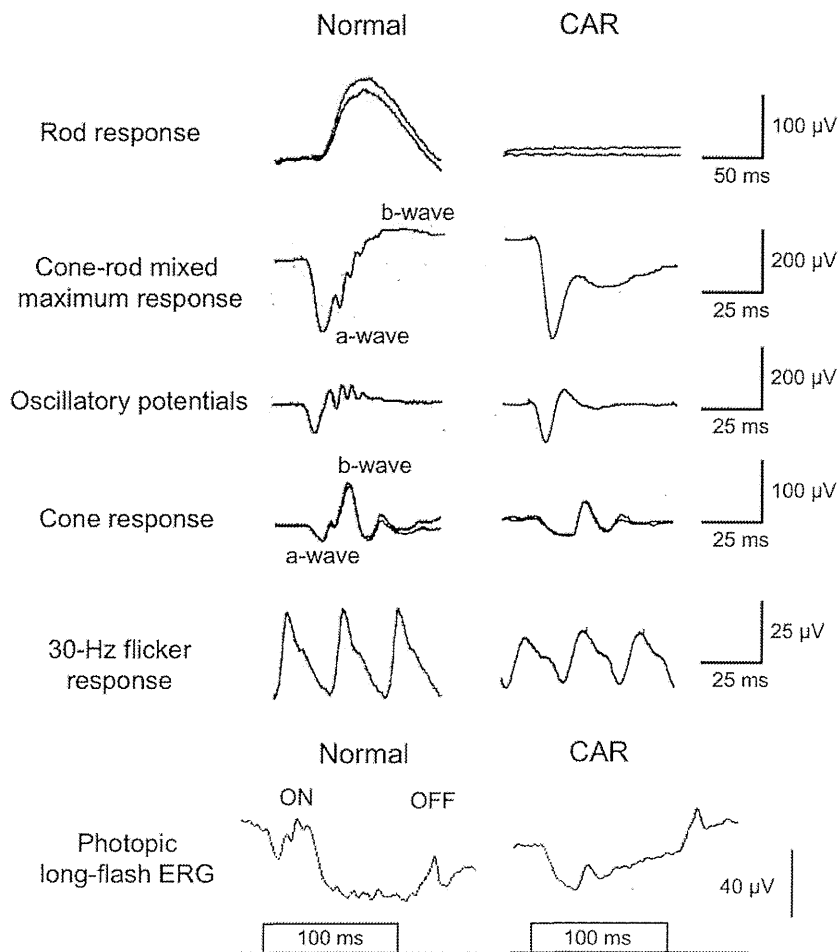 Normal CAR
Rod response
100 µV
50 ms
b-wave
Cone-rod mixed
maximum response
200 µV
25 ms
a-wave
Oscillatory potentials
200 µV
25 ms
b-wave
Cone response
100 µV
25 ms
a-wave
30-Hz flicker
response
25 µV
25 ms
Normal CAR
ON OFF
Photopic
long-flash ERG
40 µV
100 ms 100 ms